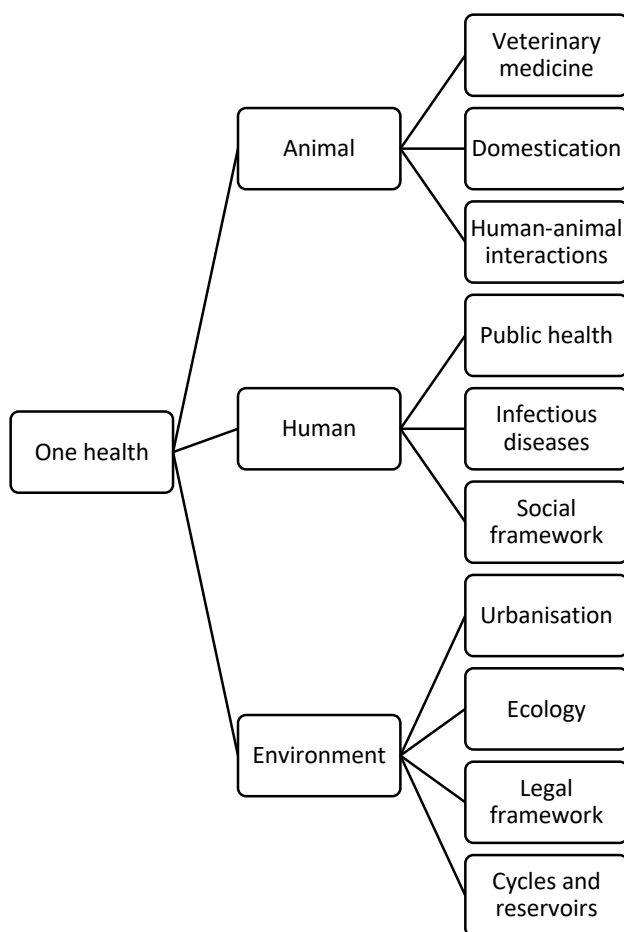 One health
Animal
Veterinary
medicine
Domestication
Human-animal
interactions
Human
Public health
Infectious
diseases
Social
framework
Environment
Urbanisation
Ecology
Legal
framework
Cycles and
reservoirs